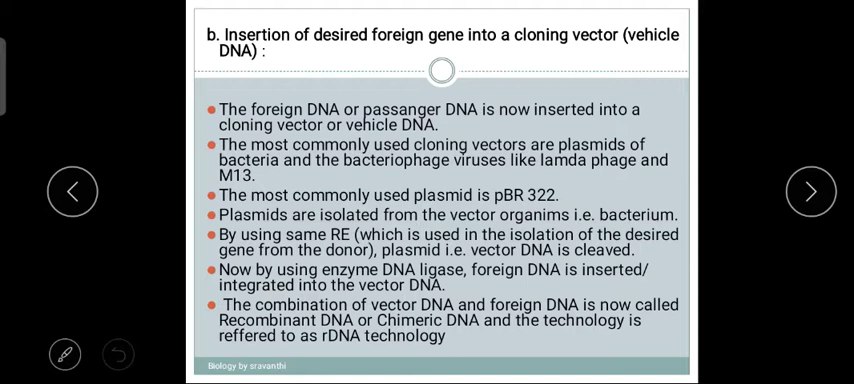 b. Insertion of desired foreign gene into a cloning vector (vehicle
DNA) :
The foreign DNA or passanger DNA is now inserted into a
cloning vector or vehicle DNA.
The most commonly used cloning vectors are plasmids of
bacteria and the bacteriophage viruses like lamda phage and
M13.
The most commonly used plasmid is pBR 322.
Plasmids are isolated from the vector organims i.e. bacterium.
By using same RE (which is used in the isolation of the desired
gene from the donor), plasmid i.e. vector DNA is cleaved.
Now by using enzyme DNA ligase, foreign DNA is inserted/
integrated into the vector DNA.
The combination of vector DNA and foreign DNA is now called
Recombinant DNA or Chimeric DNA and the technology is
reffered to as rDNA technology
Biology by sravanthi